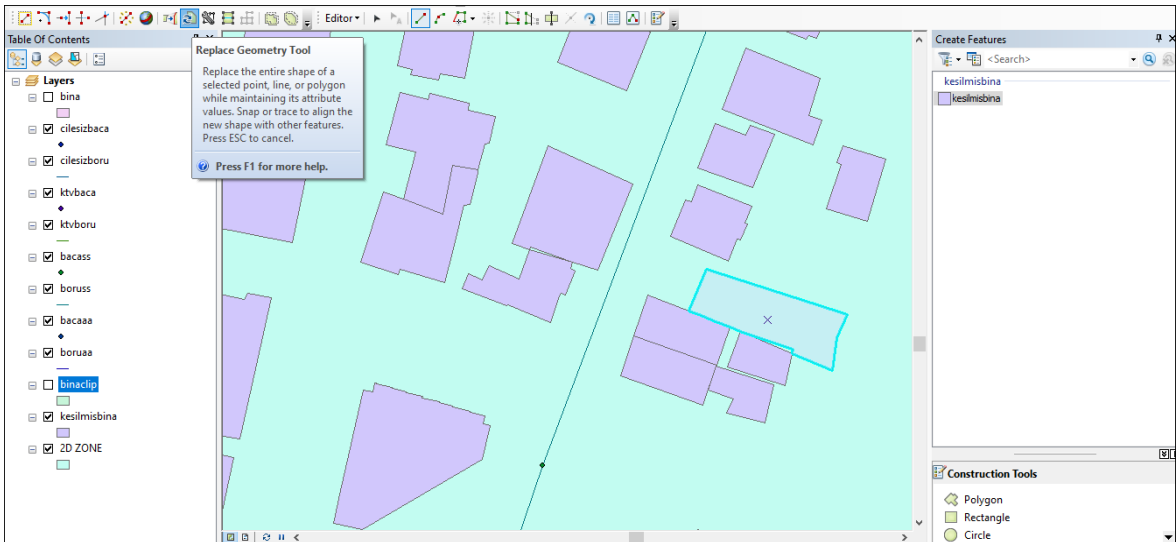 Editor
Table Of Contents
Replace Geometry Tool
Replace the entire shape of a
selected point, line, or polygon
while maintaining its attribute
values. Snap or trace to align the
new shape with other features.
Press ESC to cancel.
Press F1 for more help.
Layers
bina
cilesizbaca
cilesizboru
ktvbaca
ktvboru
bacass
boruss
bacaaa
boruaa
binaclip
kesilmisbina
2D ZONE
Create Features
<Search>
kesilmisbina
kesilmisbina
Construction Tools
Polygon
Rectangle
Circle